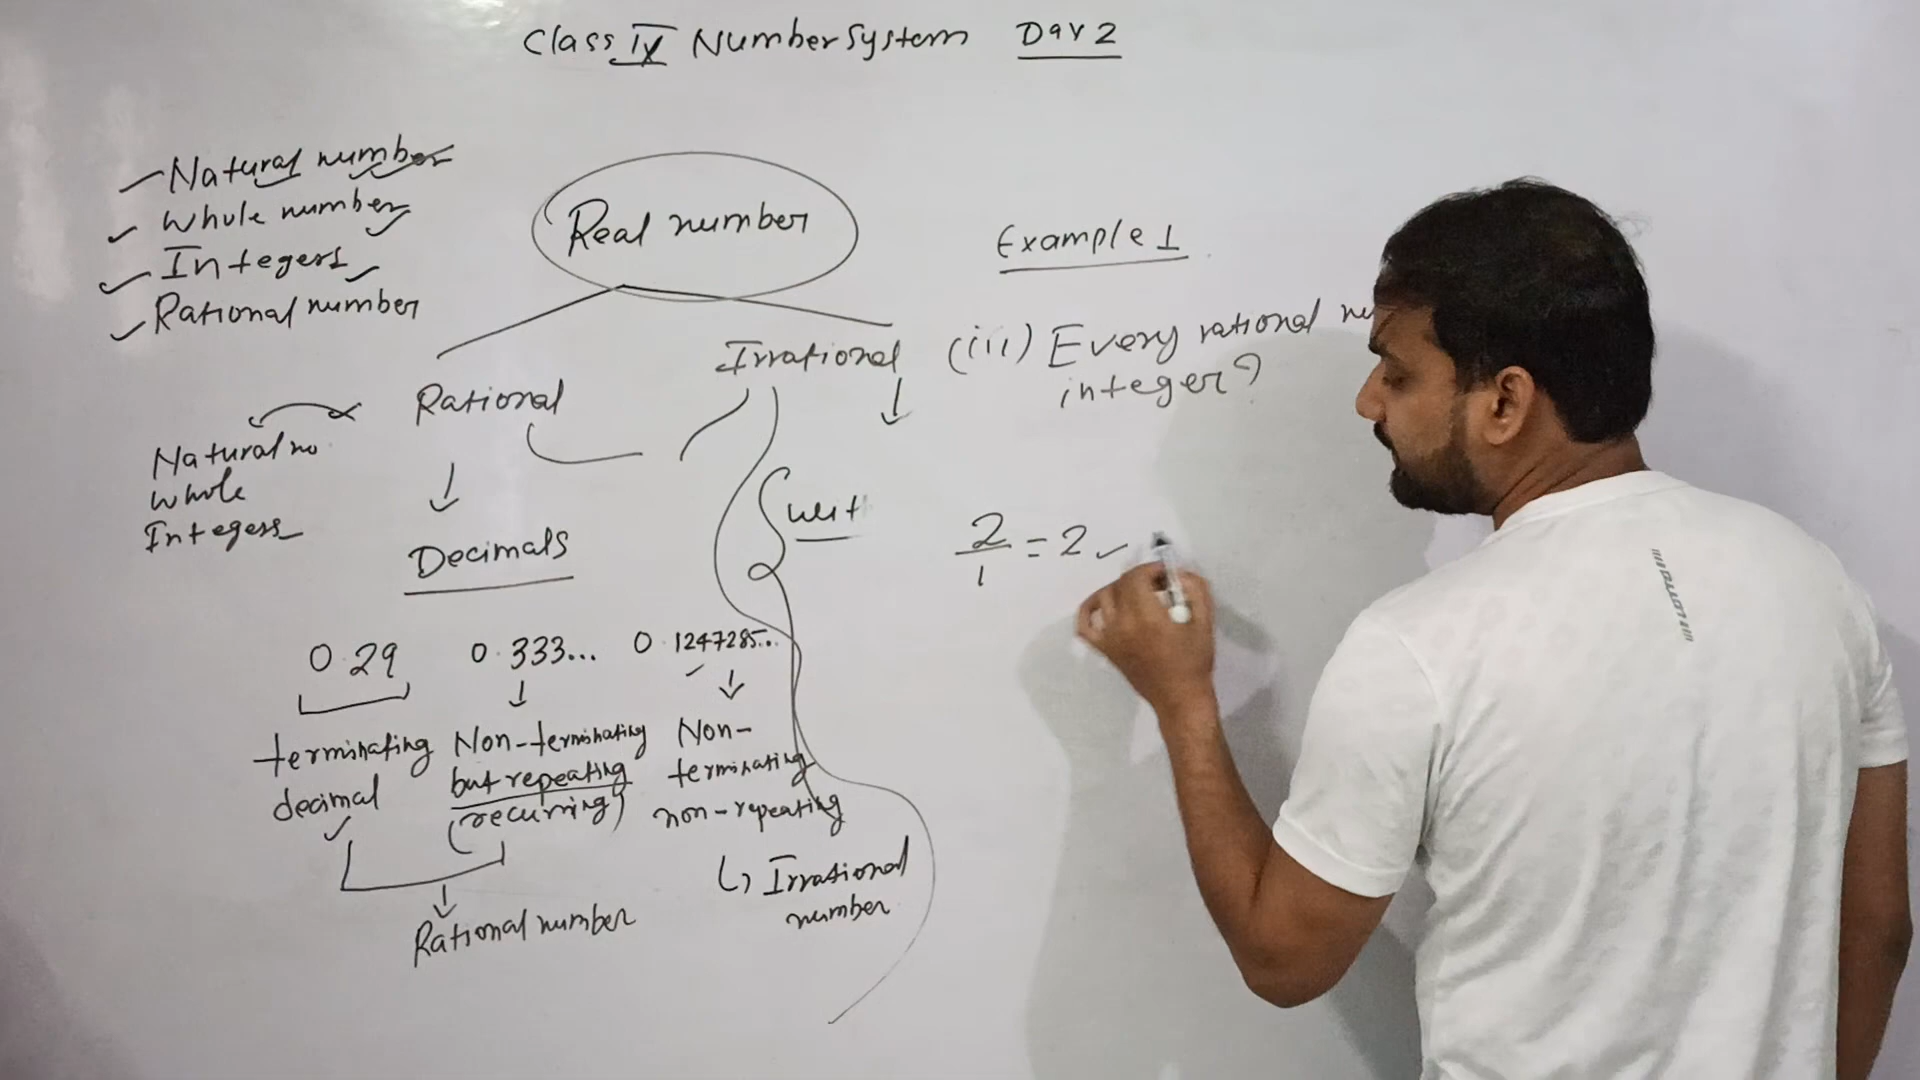 Class IX Number System Day 2
Natural number
Whole number
Integers
Rational number
Real number
Rational
Irrational
Natural no
Whole
Integers
Decimals
0.29
0.333...
0.1247285...
terminating
decimal
Non-terminating
but repeating
(recurring)
Non-
terminating
non-repeating
Rational number
Irrational
number
Example 1
(iii) Every rational nu
integer?
2/1 = 2